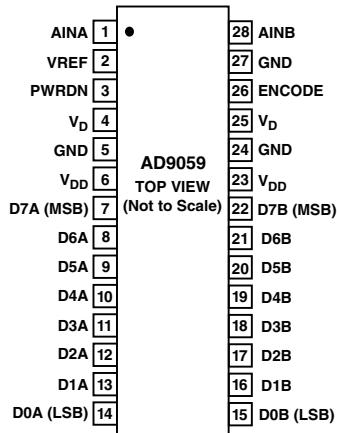 AINA 1 28 AINB
VREF 2 27 GND
PWRDN 3 26 ENCODE
VD 4 25 VD
GND 5 24 GND
VDD 6 23 VDD
AD9059
TOP VIEW
(Not to Scale)
D7A (MSB) 7 22 D7B (MSB)
D6A 8 21 D6B
D5A 9 20 D5B
D4A 10 19 D4B
D3A 11 18 D3B
D2A 12 17 D2B
D1A 13 16 D1B
D0A (LSB) 14 15 D0B (LSB)